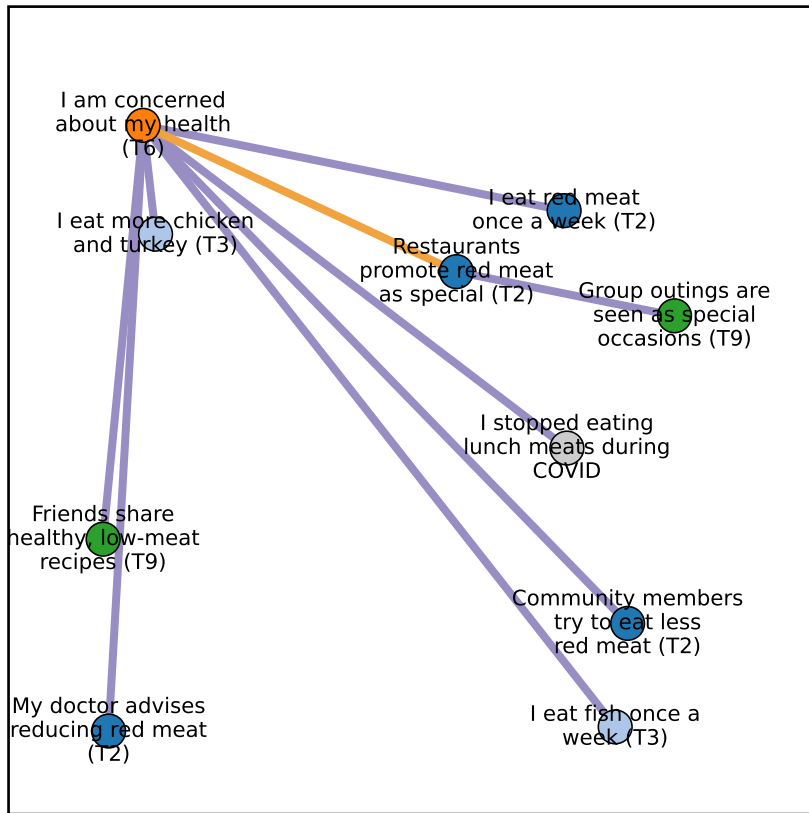 I am concerned
about my health
(T6)
I eat red meat
once a week (T2)
I eat more chicken
and turkey (T3)
Restaurants
promote red meat
as special (T2)
Group outings are
seen as special
occasions (T9)
I stopped eating
lunch meats during
COVID
Friends share
healthy, low-meat
recipes (T9)
Community members
try to eat less
red meat (T2)
My doctor advises
reducing red meat
(T2)
I eat fish once a
week (T3)